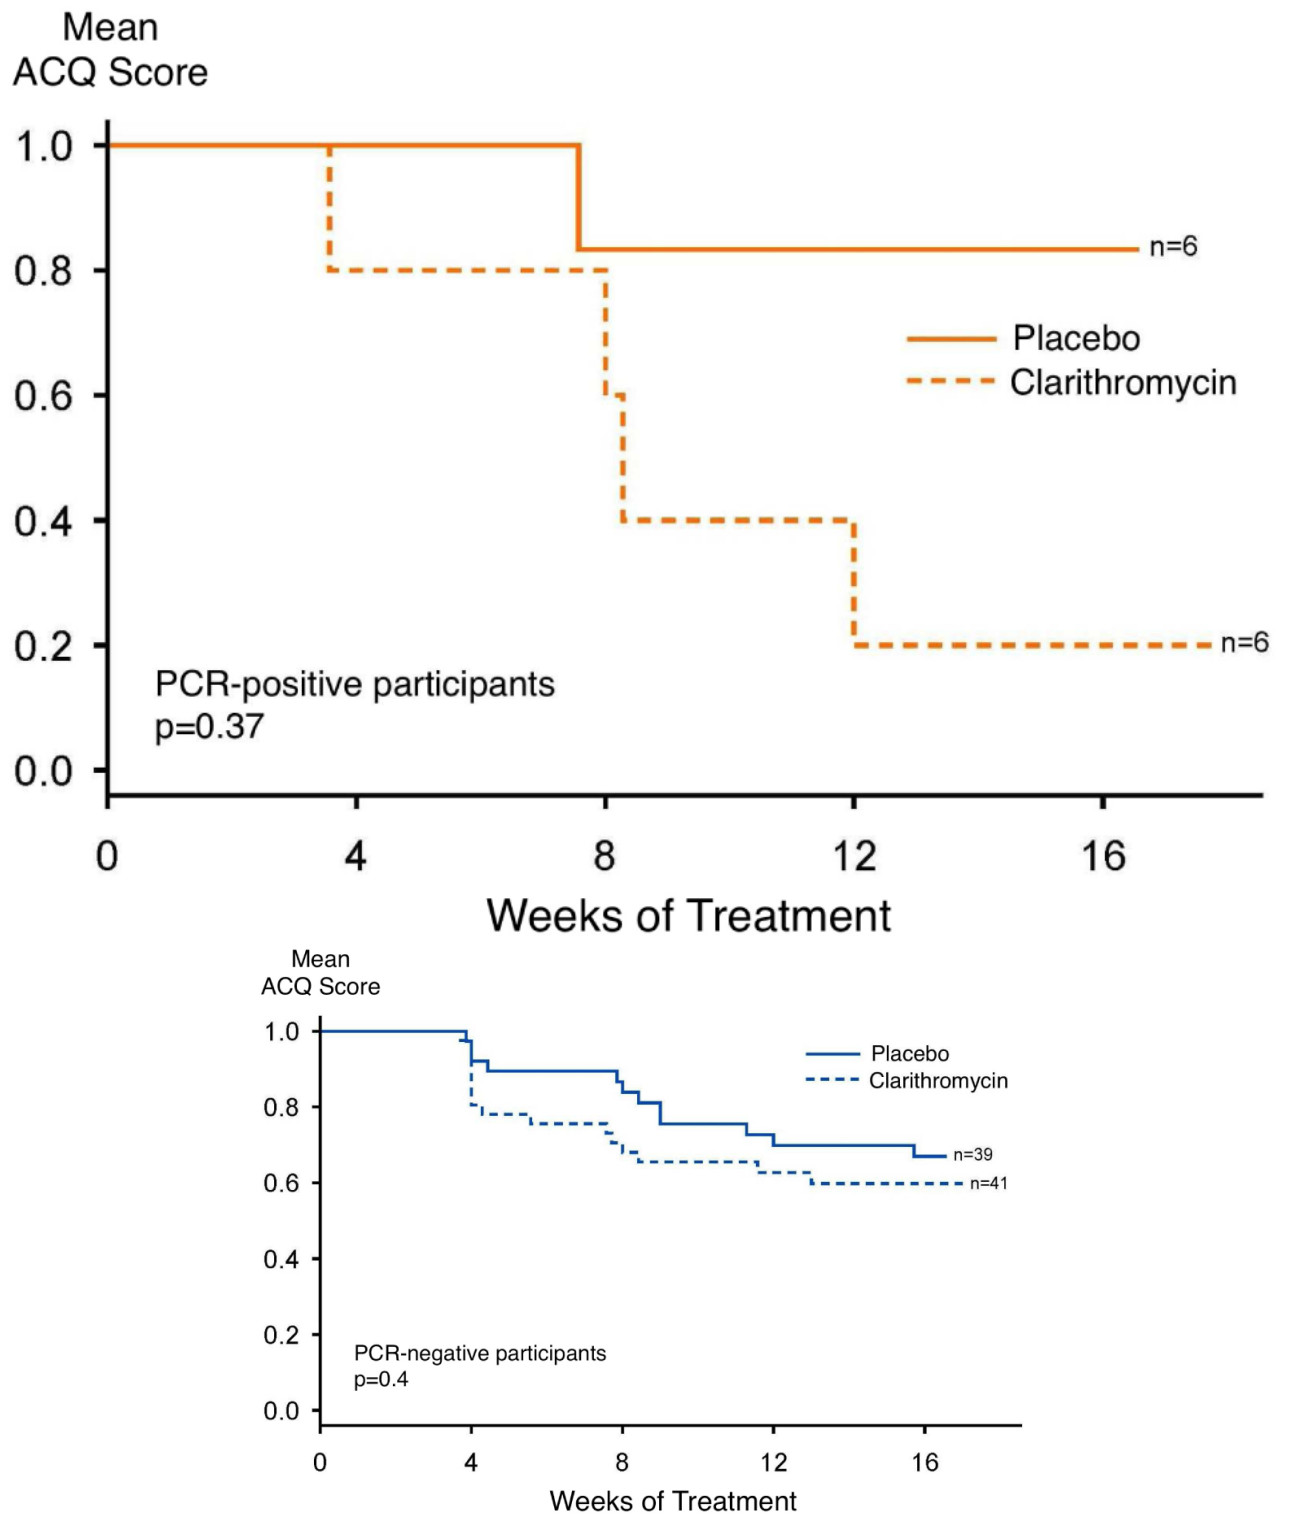 Mean
ACQ Score
1.0
0.8
0.6
0.4
0.2
0.0
n=6
Placebo
Clarithromycin
n=6
PCR-positive participants
p=0.37
0 4 8 12 16
Weeks of Treatment
Mean
ACQ Score
1.0
0.8
0.6
0.4
0.2
0.0
Placebo
Clarithromycin
n=39
n=41
PCR-negative participants
p=0.4
0 4 8 12 16
Weeks of Treatment